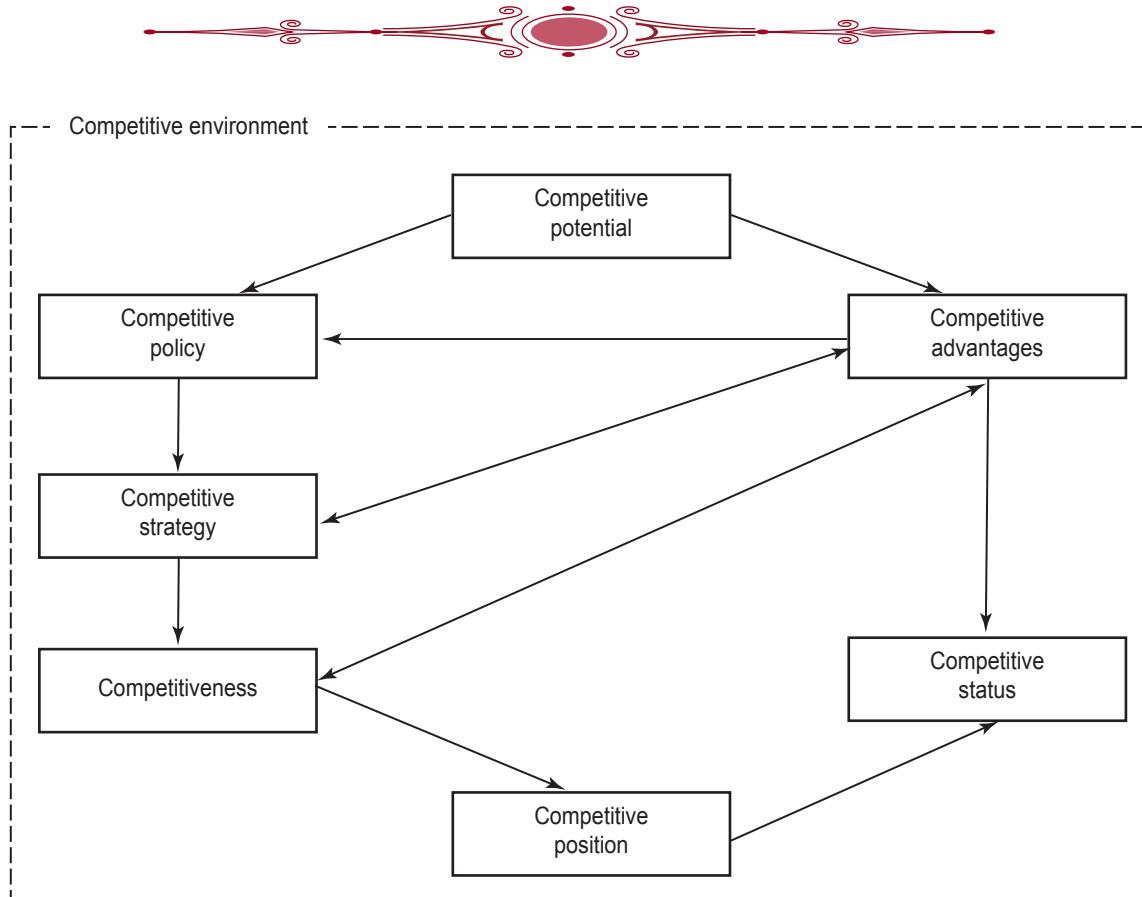 Competitive environment
Competitive
potential
Competitive
policy
Competitive
advantages
Competitive
strategy
Competitiveness
Competitive
status
Competitive
position